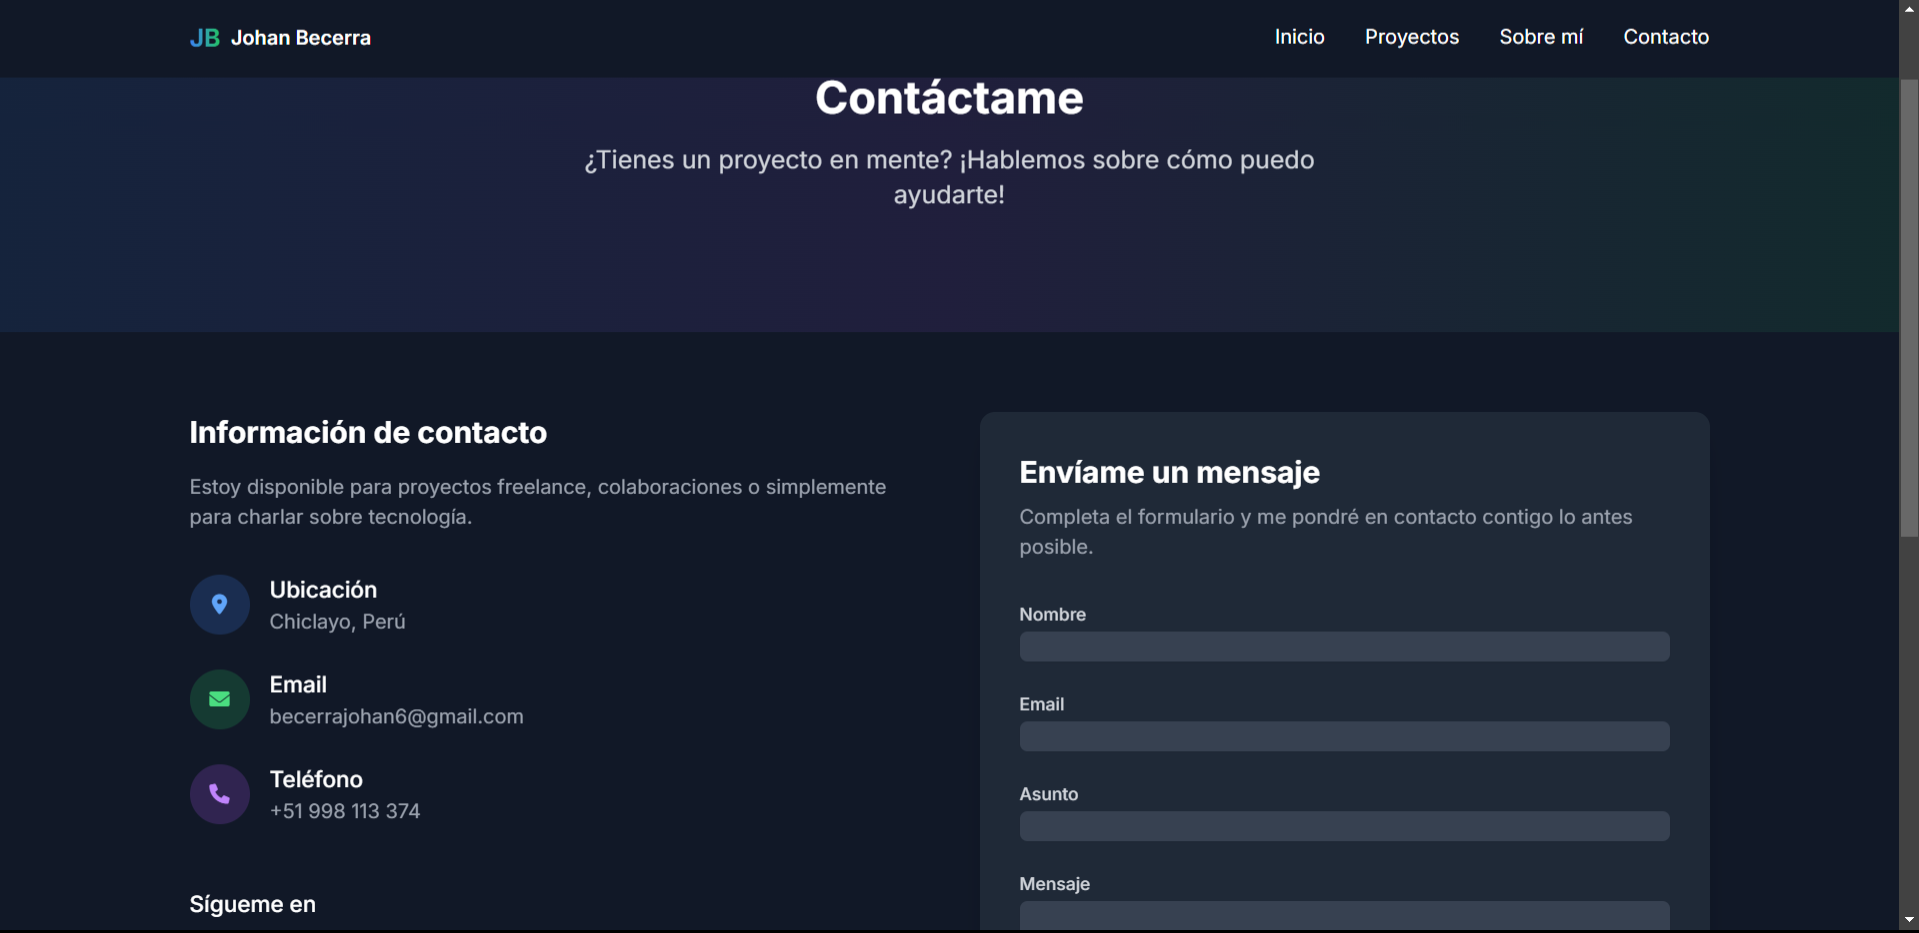 JB Johan Becerra
Inicio Proyectos Sobre mí Contacto
Contáctame
¿Tienes un proyecto en mente? ¡Hablemos sobre cómo puedo
ayudarte!
Información de contacto
Estoy disponible para proyectos freelance, colaboraciones o simplemente
para charlar sobre tecnología.
Ubicación
Chiclayo, Perú
Email
becerrajohan6@gmail.com
Teléfono
+51 998 113 374
Sígueme en
Envíame un mensaje
Completa el formulario y me pondré en contacto contigo lo antes
posible.
Nombre
Email
Asunto
Mensaje